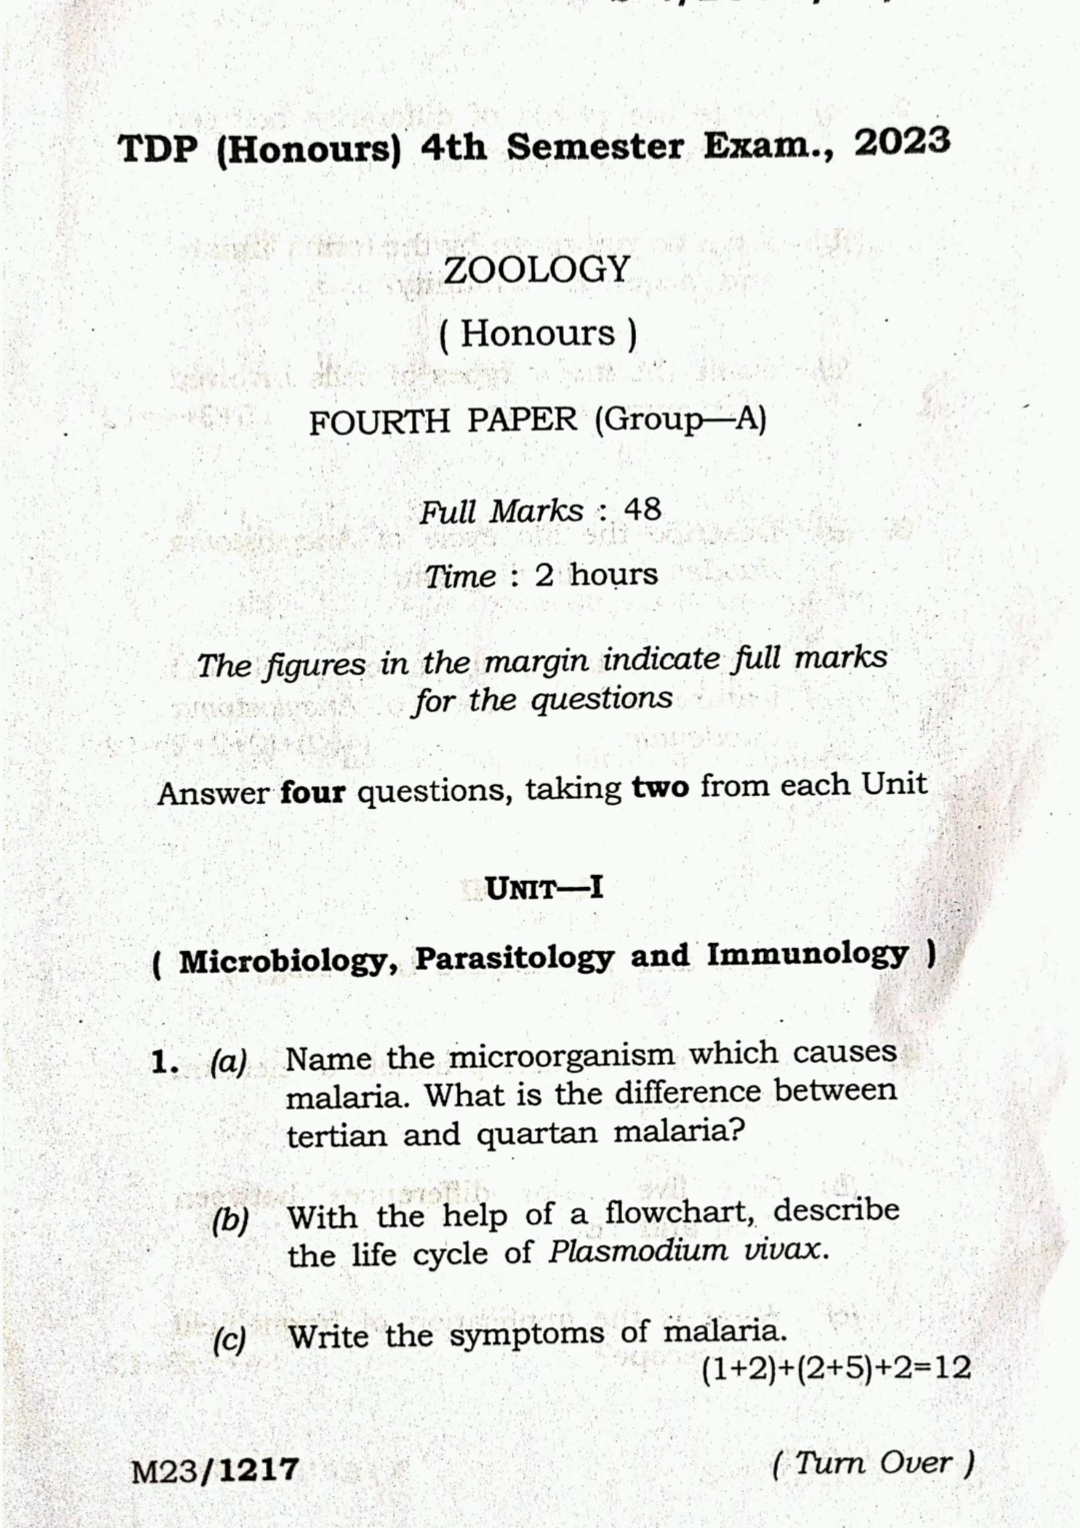 TDP (Honours) 4th Semester Exam., 2023
ZOOLOGY
( Honours )
FOURTH PAPER (Group—A)
Full Marks : 48
Time : 2 hours
The figures in the margin indicate full marks
for the questions
Answer four questions, taking two from each Unit
UNIT—I
( Microbiology, Parasitology and Immunology )
1. (a) Name the microorganism which causes
malaria. What is the difference between
tertian and quartan malaria?
(b) With the help of a flowchart, describe
the life cycle of Plasmodium vivax.
(c) Write the symptoms of malaria.
(1+2)+(2+5)+2=12
M23/1217
( Turn Over )